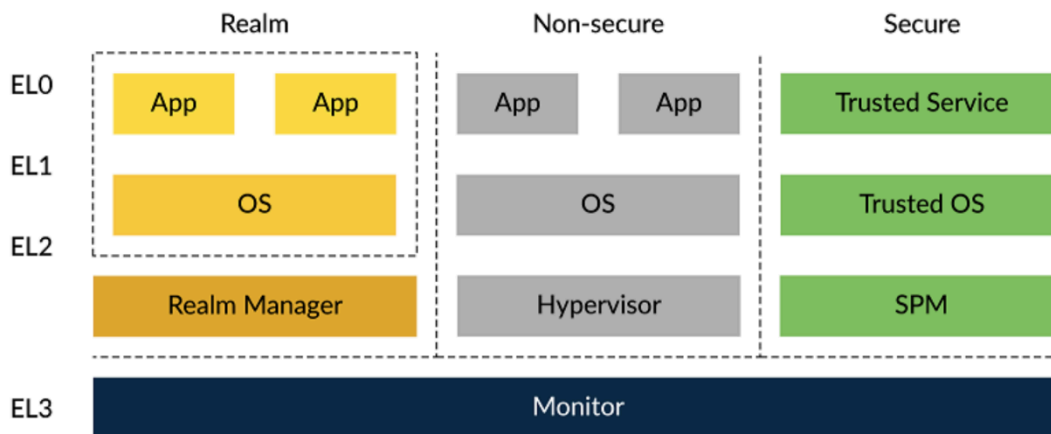 Realm Non-secure Secure
EL0
App App App App Trusted Service
EL1
OS OS Trusted OS
EL2
Realm Manager Hypervisor SPM
EL3 Monitor